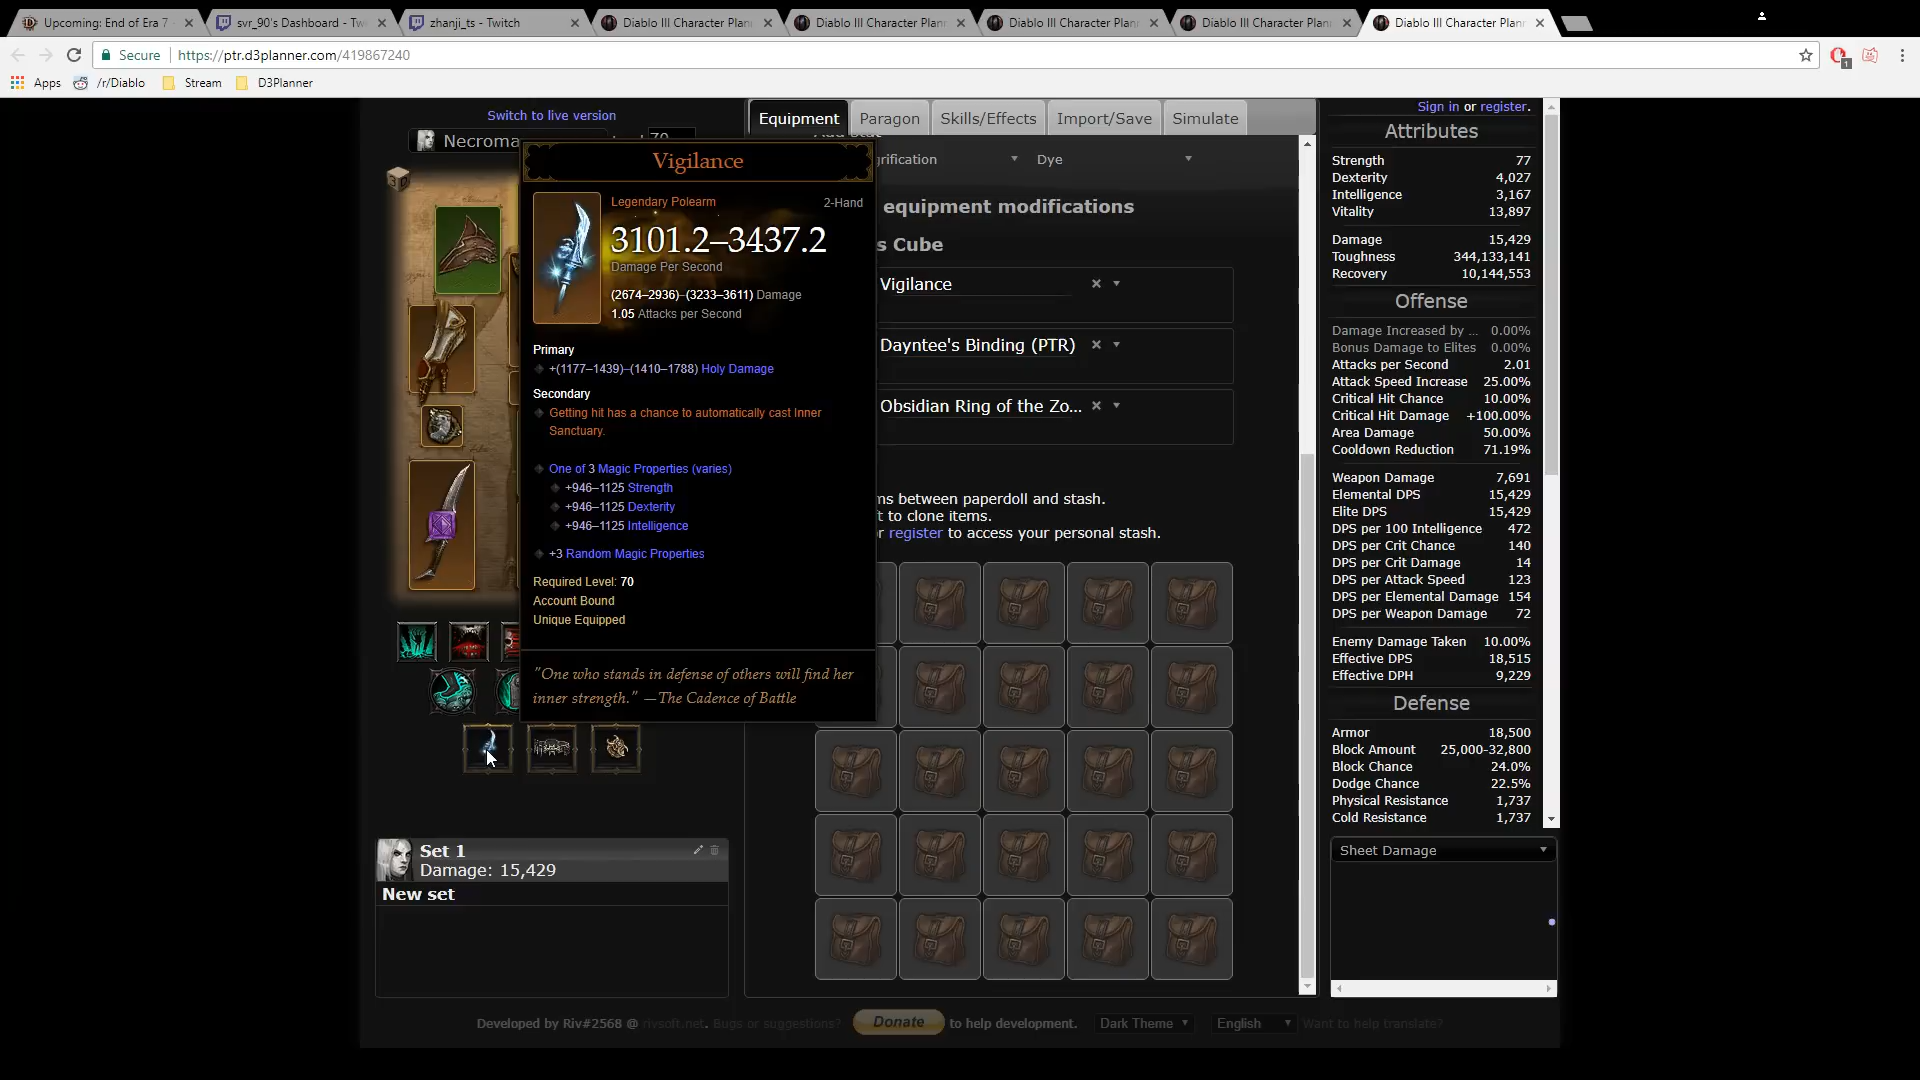 Upcoming: End of Era 7
svr_90's Dashboard - Tw
zhanji_ts - Twitch
Diablo III Character Plan
Diablo III Character Plan
Diablo III Character Plan
Diablo III Character Plan
Diablo III Character Plan
Secure
https://ptr.d3planner.com/419867240
1
Apps
/r/Diablo
Stream
D3Planner
Switch to live version
Necroma
70
3D
Vigilance
Legendary Polearm
2-Hand
3101.2–3437.2
Damage Per Second
(2674–2936)–(3233–3611) Damage
1.05 Attacks per Second
Primary
+(1177–1439)–(1410–1788) Holy Damage
Secondary
Getting hit has a chance to automatically cast Inner
Sanctuary.
One of 3 Magic Properties (varies)
+946–1125 Strength
+946–1125 Dexterity
+946–1125 Intelligence
+3 Random Magic Properties
Required Level: 70
Account Bound
Unique Equipped
"One who stands in defense of others will find her
inner strength." —The Cadence of Battle
Set 1
Damage: 15,429
New set
Equipment
Paragon
Skills/Effects
Import/Save
Simulate
Add Stat
grification
Dye
equipment modifications
s Cube
Vigilance
Dayntee's Binding (PTR)
Obsidian Ring of the Zo...
ms between paperdoll and stash.
t to clone items.
r register to access your personal stash.
Sign in or register.
Attributes
Strength 77
Dexterity 4,027
Intelligence 3,167
Vitality 13,897
Damage 15,429
Toughness 344,133,141
Recovery 10,144,553
Offense
Damage Increased by ... 0.00%
Bonus Damage to Elites 0.00%
Attacks per Second 2.01
Attack Speed Increase 25.00%
Critical Hit Chance 10.00%
Critical Hit Damage +100.00%
Area Damage 50.00%
Cooldown Reduction 71.19%
Weapon Damage 7,691
Elemental DPS 15,429
Elite DPS 15,429
DPS per 100 Intelligence 472
DPS per Crit Chance 140
DPS per Crit Damage 14
DPS per Attack Speed 123
DPS per Elemental Damage 154
DPS per Weapon Damage 72
Enemy Damage Taken 10.00%
Effective DPS 18,515
Effective DPH 9,229
Defense
Armor 18,500
Block Amount 25,000-32,800
Block Chance 24.0%
Dodge Chance 22.5%
Physical Resistance 1,737
Cold Resistance 1,737
Sheet Damage
Developed by Riv#2568 @ rivsoft.net. Bugs or suggestions?
Donate
to help development.
Dark Theme
English
Want to help translate?